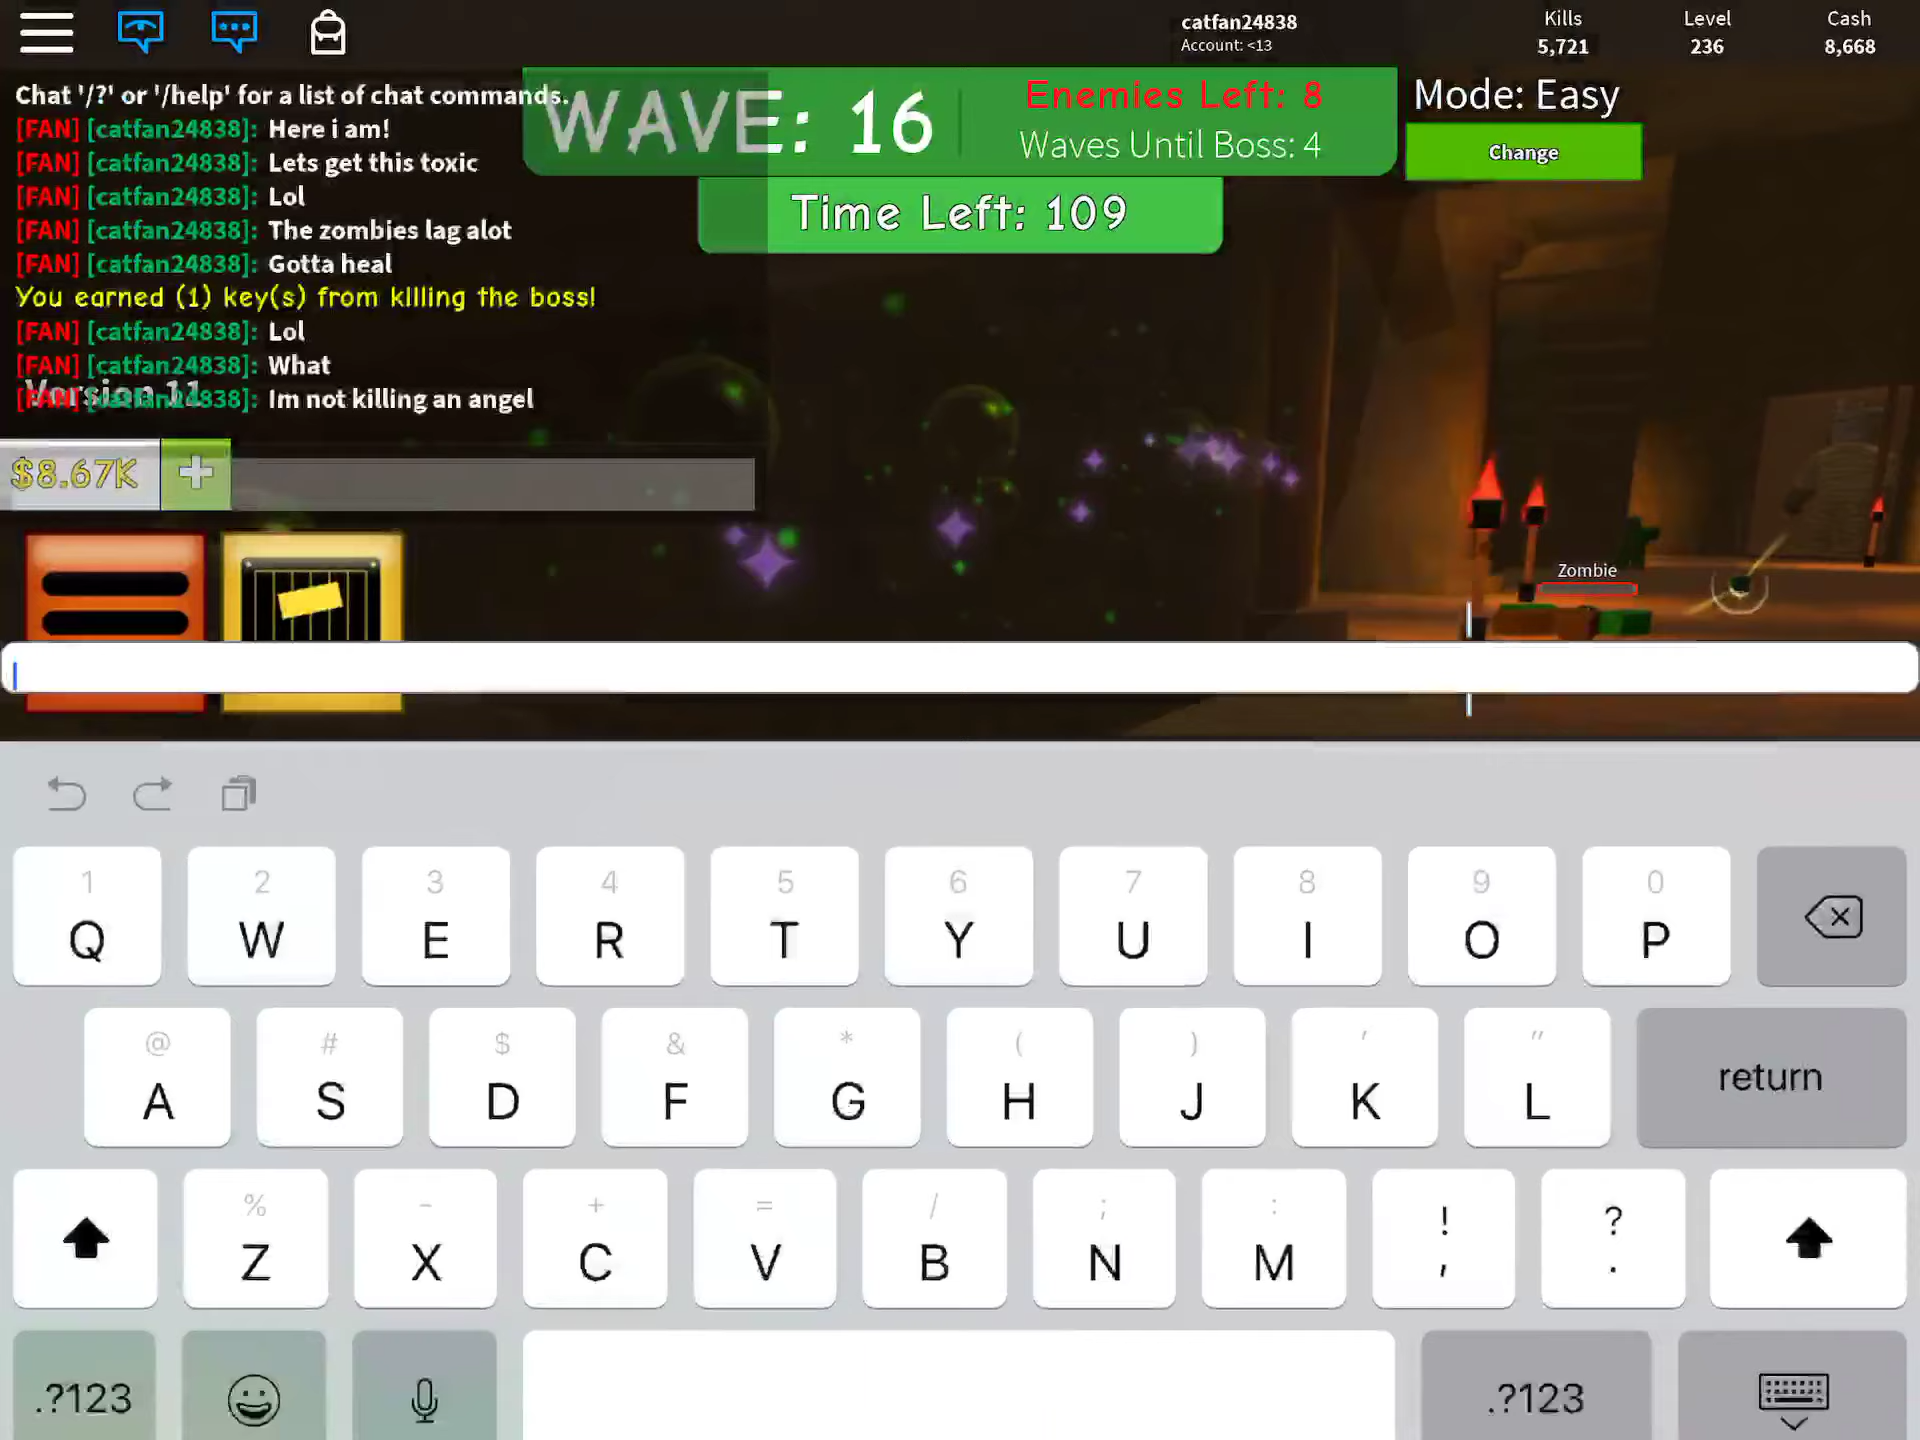 catfan24838
Account: <13
Kills
5,721
Level
236
Cash
8,668
Chat '/?' or '/help' for a list of chat commands.
[FAN] [catfan24838]: Here i am!
[FAN] [catfan24838]: Lets get this toxic
[FAN] [catfan24838]: Lol
[FAN] [catfan24838]: The zombies lag alot
[FAN] [catfan24838]: Gotta heal
You earned (1) key(s) from killing the boss!
[FAN] [catfan24838]: Lol
[FAN] [catfan24838]: What
[FAN] [catfan24838]: Im not killing an angel
Version 11
WAVE: 16
Enemies Left: 8
Waves Until Boss: 4
Time Left: 109
Mode: Easy
Change
$8.67K
+
Zombie
1 2 3 4 5 6 7 8 9 0
Q W E R T Y U I O P
@ # $ & * ( ) ' "
A S D F G H J K L return
% - + = / ; : ! ?
Z X C V B N M , .
.?123 .?123